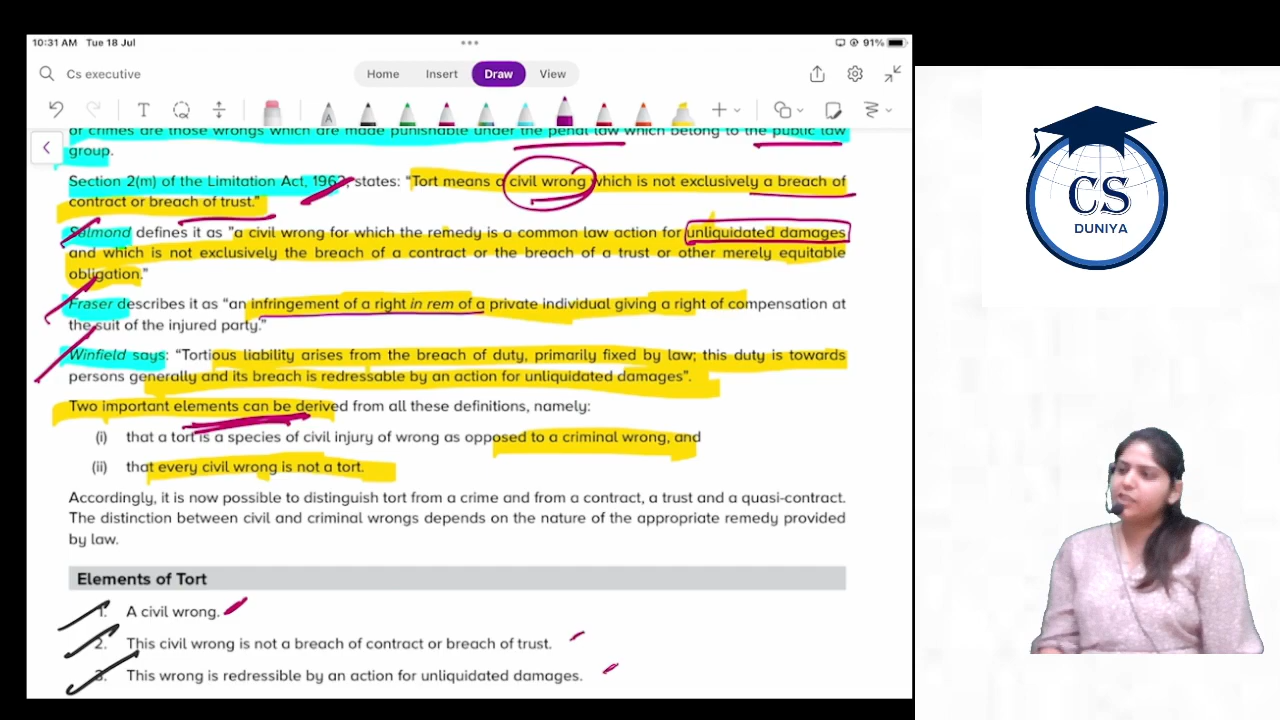 10:31 AM Tue 18 Jul
91%
Cs executive
Home Insert Draw View
or crimes are those wrongs which are made punishable under the penal law which belong to the public law
group.
Section 2(m) of the Limitation Act, 1963, states: “Tort means a civil wrong which is not exclusively a breach of
contract or breach of trust.”
Salmond defines it as “a civil wrong for which the remedy is a common law action for unliquidated damages
and which is not exclusively the breach of a contract or the breach of a trust or other merely equitable
obligation.”
Fraser describes it as “an infringement of a right in rem of a private individual giving a right of compensation at
the suit of the injured party.”
Winfield says: “Tortious liability arises from the breach of duty, primarily fixed by law; this duty is towards
persons generally and its breach is redressable by an action for unliquidated damages”.
Two important elements can be derived from all these definitions, namely:
(i) that a tort is a species of civil injury of wrong as opposed to a criminal wrong, and
(ii) that every civil wrong is not a tort.
Accordingly, it is now possible to distinguish tort from a crime and from a contract, a trust and a quasi-contract.
The distinction between civil and criminal wrongs depends on the nature of the appropriate remedy provided
by law.
Elements of Tort
1. A civil wrong.
2. This civil wrong is not a breach of contract or breach of trust.
3. This wrong is redressible by an action for unliquidated damages.
CS
DUNIYA